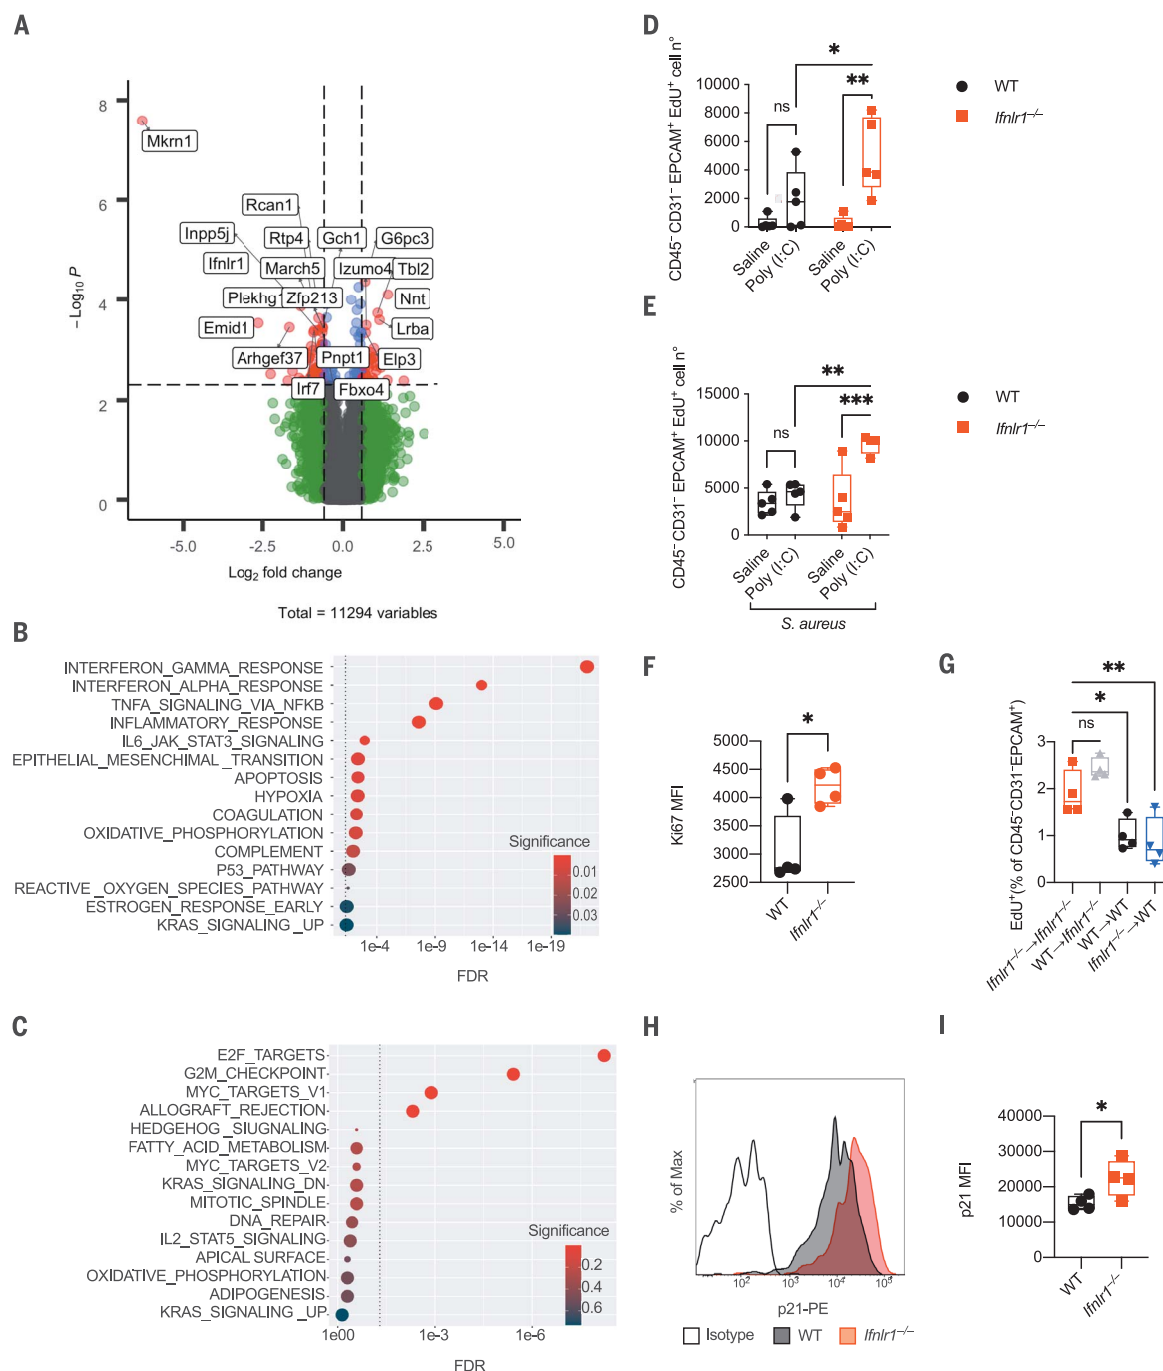 A
8
6
4
2
0
−Log10 P
Mkrn1
Rcan1
Inpp5j
Rtp4
Gch1
G6pc3
Ifnlr1
March5
Izumo4
Tbl2
Zfp213
Nnt
Emid1
Lrba
Arhgef37
Pnpt1
Elp3
Irf7
Fbxo4
-5.0
-2.5
0.0
2.5
5.0
Log2 fold change
Total = 11294 variables
B
INTERFERON_GAMMA_RESPONSE
INTERFERON_ALPHA_RESPONSE
TNFA_SIGNALING_VIA_NFKB
INFLAMMATORY_RESPONSE
IL6_JAK_STAT3_SIGNALING
EPITHELIAL_MESENCHIMAL_TRANSITION
APOPTOSIS
HYPOXIA
COAGULATION
OXIDATIVE_PHOSPHORYLATION
COMPLEMENT
P53_PATHWAY
REACTIVE_OXYGEN_SPECIES_PATHWAY
ESTROGEN_RESPONSE_EARLY
KRAS_SIGNALING_UP
Significance
0.01
0.02
0.03
1e-4
1e-9
1e-14
1e-19
FDR
C
E2F_TARGETS
G2M_CHECKPOINT
MYC_TARGETS_V1
ALLOGRAFT_REJECTION
HEDGEHOG_SIUGNALING
FATTY_ACID_METABOLISM
MYC_TARGETS_V2
KRAS_SIGNALING_DN
MITOTIC_SPINDLE
DNA_REPAIR
IL2_STAT5_SIGNALING
APICAL SURFACE
OXIDATIVE_PHOSPHORYLATION
ADIPOGENESIS
KRAS_SIGNALING _UP
Significance
0.2
0.4
0.6
1e00
1e-3
1e-6
FDR
D
CD45− CD31− EPCAM+ EdU+ cell n°
10000
8000
6000
4000
2000
0
ns
*
**
Saline
Poly (I:C)
Saline
Poly (I:C)
WT
Ifnlr1−/−
E
CD45− CD31− EPCAM+ EdU+ cell n°
15000
10000
5000
0
ns
**
***
Saline
Poly (I:C)
Saline
Poly (I:C)
S. aureus
WT
Ifnlr1−/−
F
Ki67 MFI
5000
4500
4000
3500
3000
2500
*
WT
Ifnlr1−/−
G
EdU+(% of CD45−CD31−EPCAM+)
3
2
1
0
**
*
ns
Ifnlr1−/−→Ifnlr1−/−
WT→Ifnlr1−/−
WT→WT
Ifnlr1−/−→WT
H
% of Max
10²
10³
10⁴
10⁵
p21-PE
Isotype
WT
Ifnlr1−/−
I
p21 MFI
40000
30000
20000
10000
0
*
WT
Ifnlr1−/−